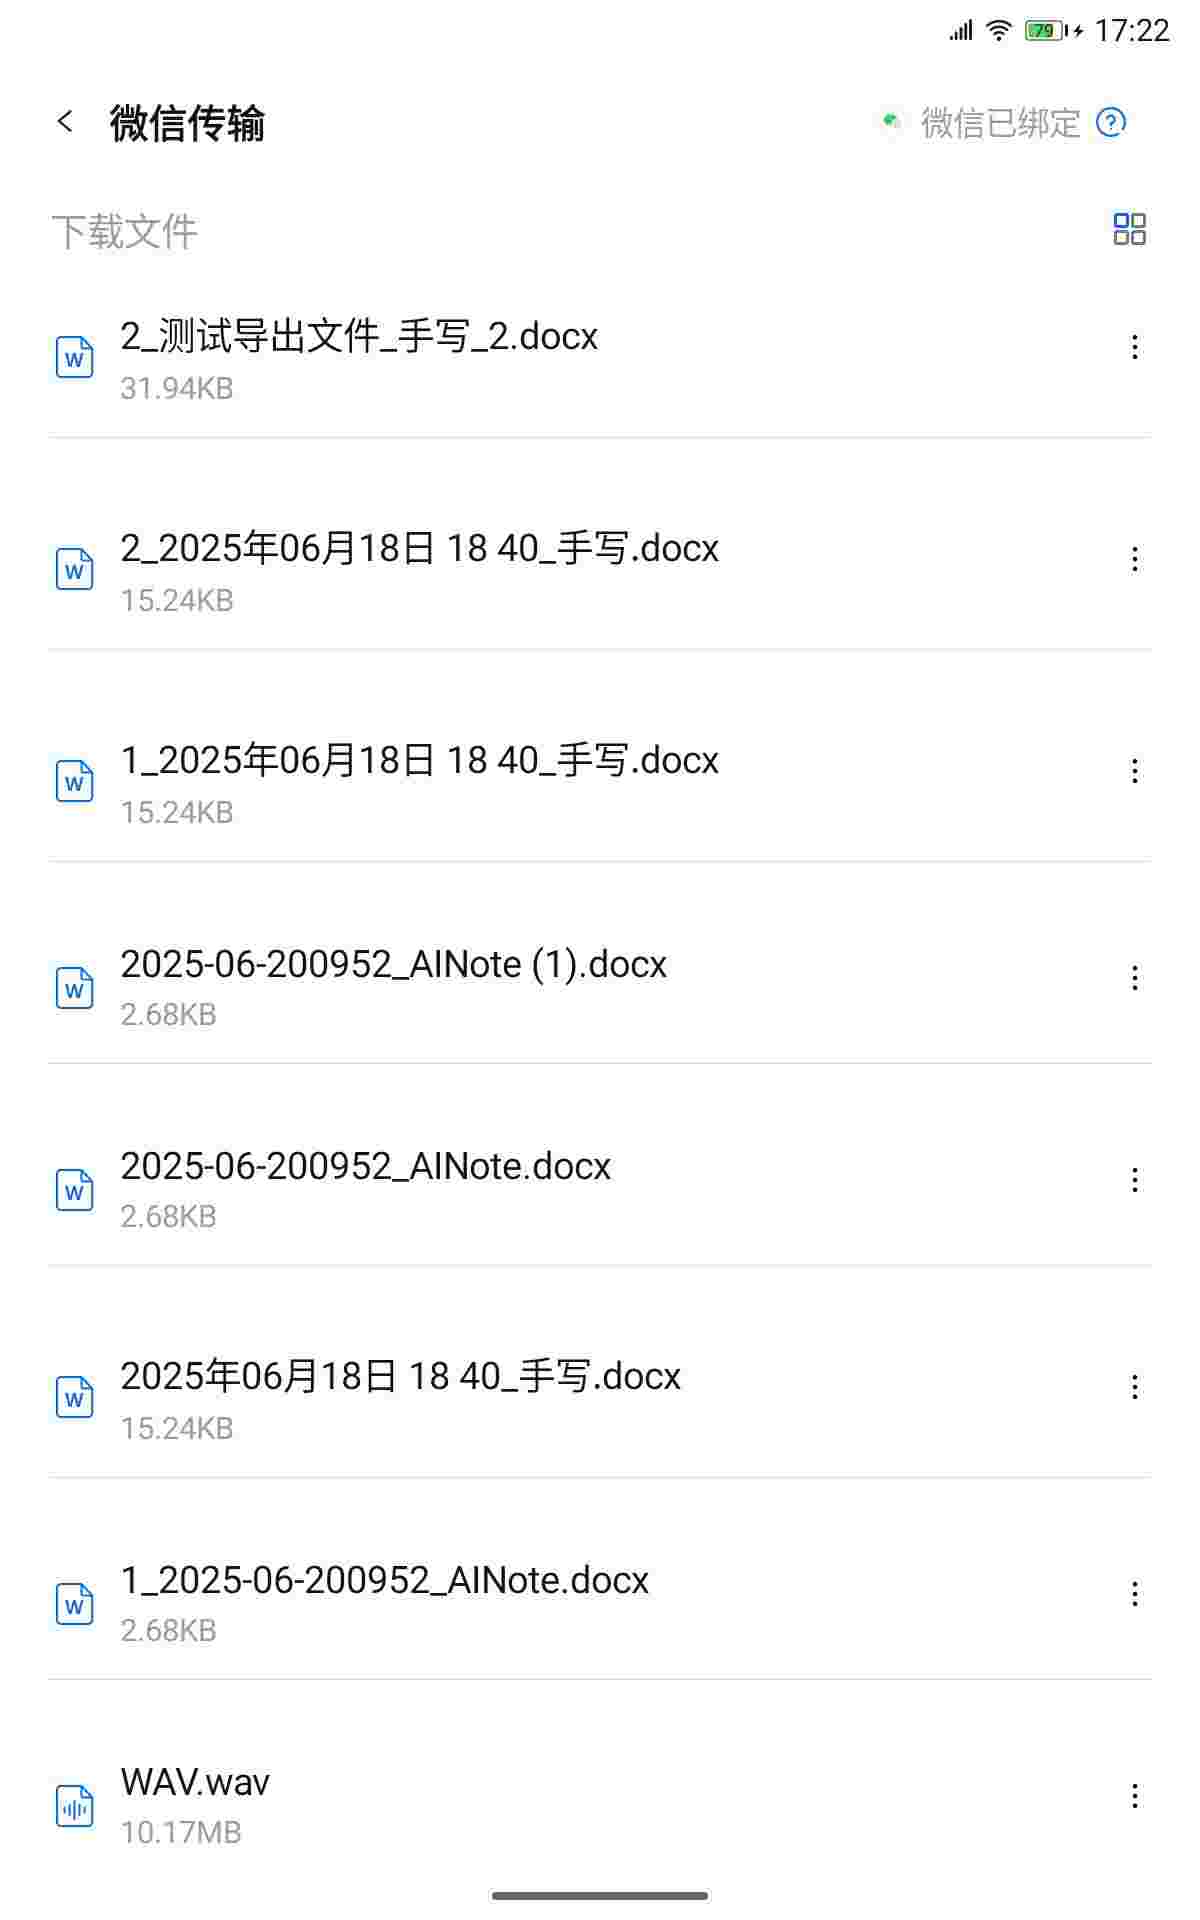 79 17:22
微信传输
微信已绑定
下载文件
2_测试导出文件_手写_2.docx
31.94KB
2_2025年06月18日 18 40_手写.docx
15.24KB
1_2025年06月18日 18 40_手写.docx
15.24KB
2025-06-200952_AINote (1).docx
2.68KB
2025-06-200952_AINote.docx
2.68KB
2025年06月18日 18 40_手写.docx
15.24KB
1_2025-06-200952_AINote.docx
2.68KB
WAV.wav
10.17MB